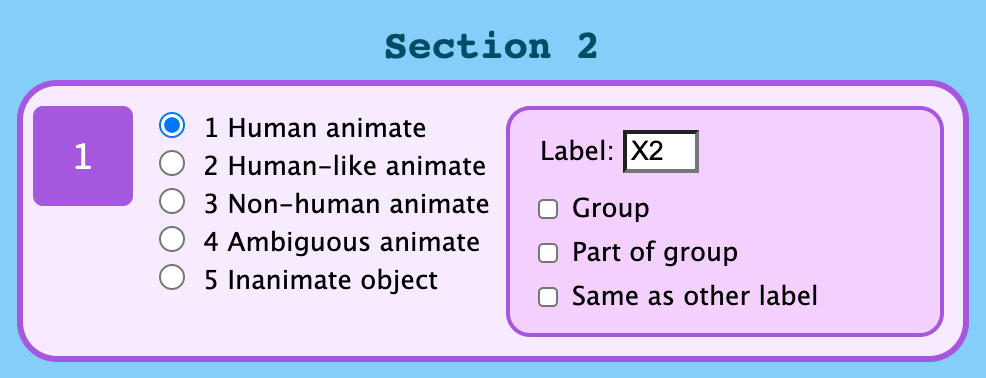 Section 2
1
1 Human animate
2 Human-like animate
3 Non-human animate
4 Ambiguous animate
5 Inanimate object
Label: X2
Group
Part of group
Same as other label